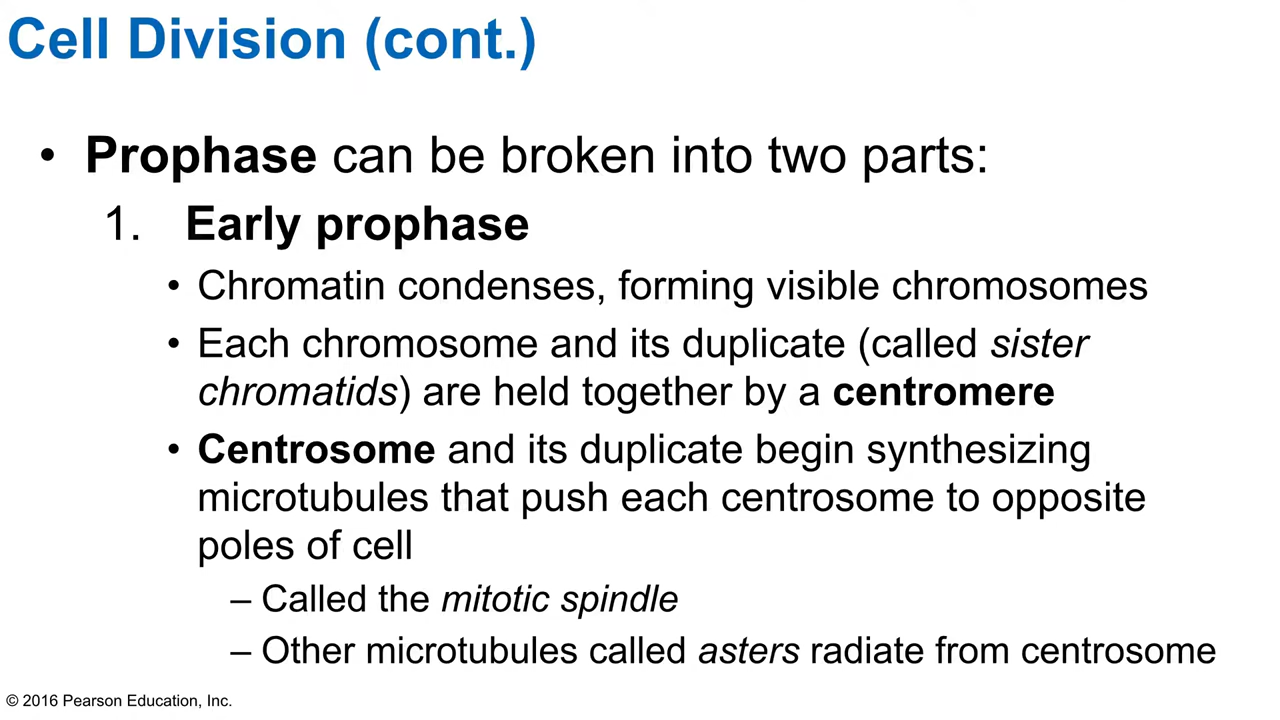 Cell Division (cont.)
• Prophase can be broken into two parts:
1. Early prophase
• Chromatin condenses, forming visible chromosomes
• Each chromosome and its duplicate (called sister
chromatids) are held together by a centromere
• Centrosome and its duplicate begin synthesizing
microtubules that push each centrosome to opposite
poles of cell
– Called the mitotic spindle
– Other microtubules called asters radiate from centrosome
© 2016 Pearson Education, Inc.